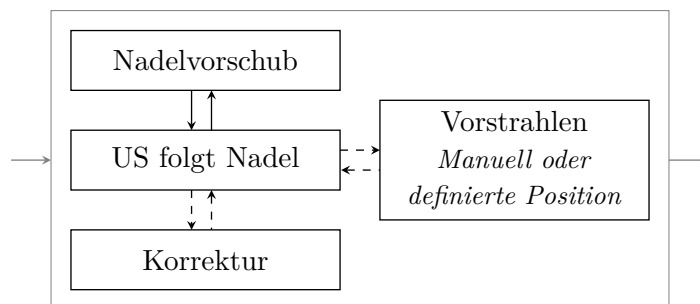 Nadelvorschub
US folgt Nadel
Korrektur
Vorstrahlen
Manuell oder
definierte Position